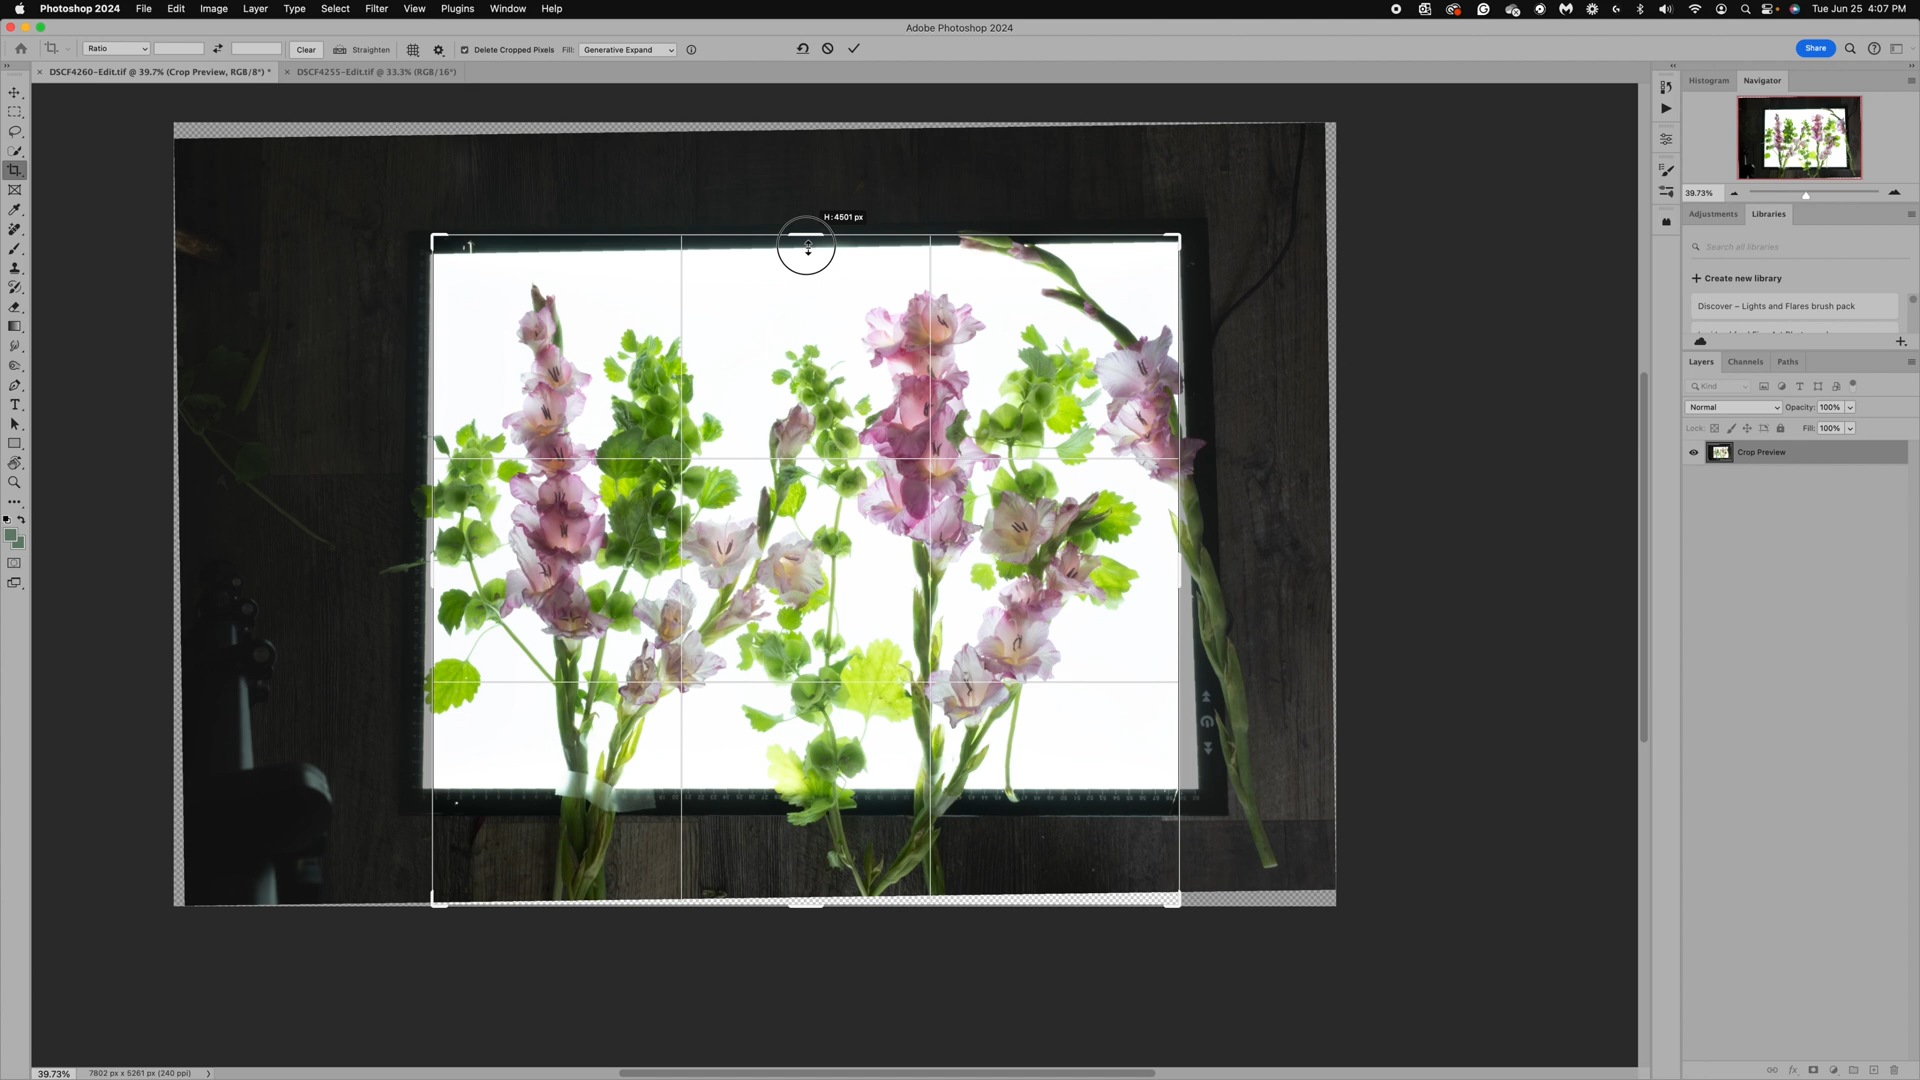 Photoshop 2024 File Edit Image Layer Type Select Filter View Plugins Window Help Tue Jun 25 4:07 PM
Adobe Photoshop 2024
Ratio Clear Straighten Delete Cropped Pixels Fill: Generative Expand Share
DSCF4260-Edit.tif @ 39.7% (Crop Preview, RGB/8*) * DSCF4255-Edit.tif @ 33.3% (RGB/16*)
Histogram Navigator
H: 4501 px
39.73%
Adjustments Libraries
Search all libraries
Create new library
Discover – Lights and Flares brush pack
Layers Channels Paths
Kind
Normal Opacity: 100%
Lock: Fill: 100%
Crop Preview
39.73% 7802 px x 5261 px (240 ppi)